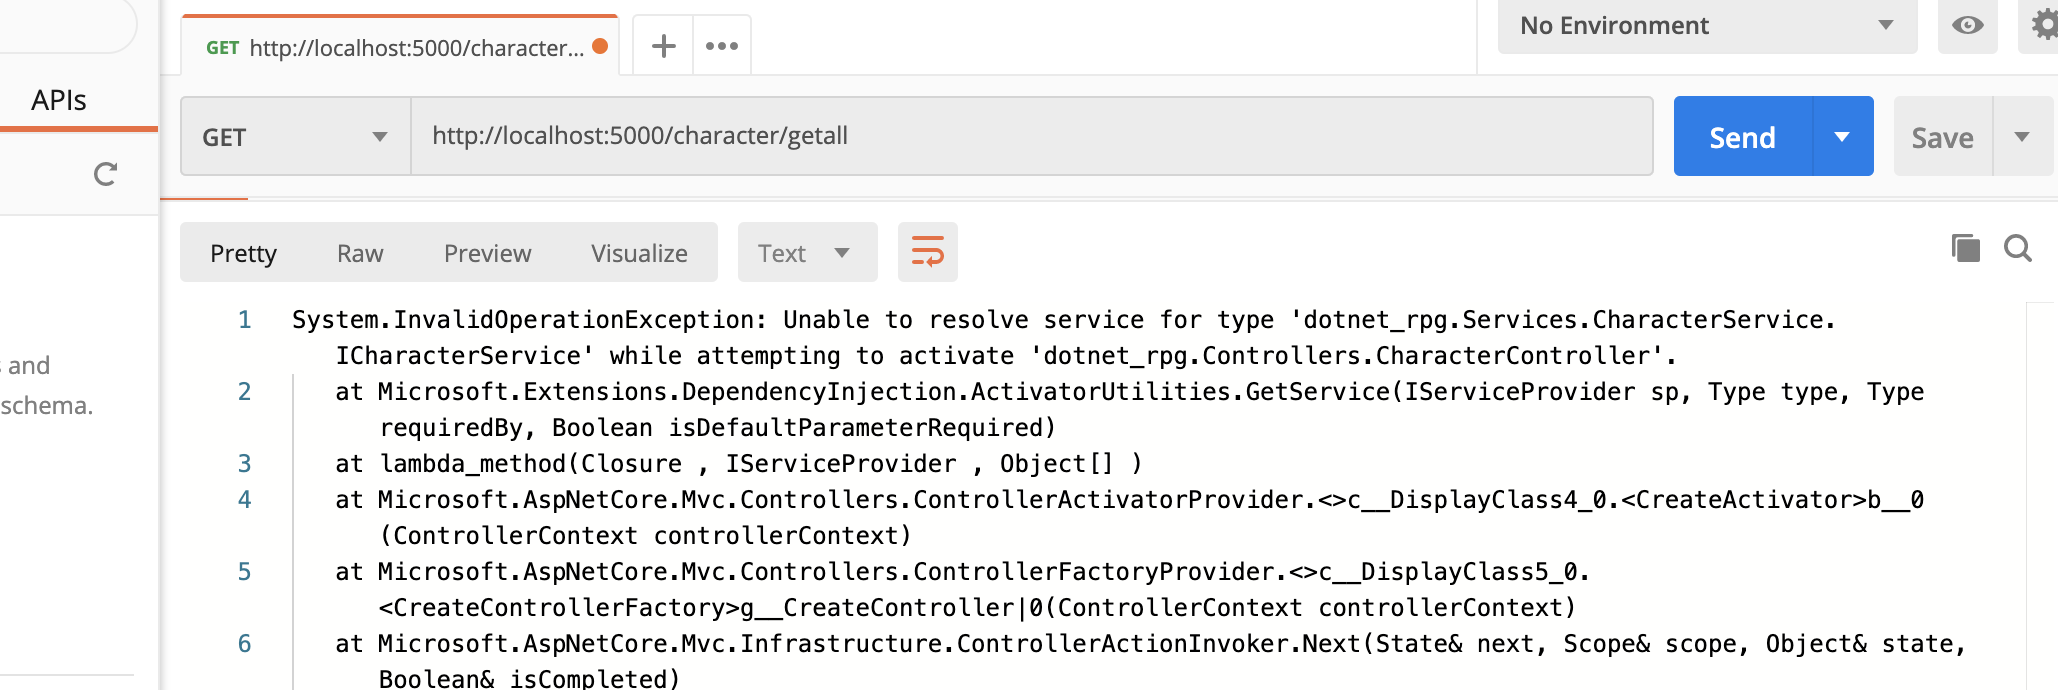 GET http://localhost:5000/character...
No Environment
APIs
GET http://localhost:5000/character/getall Send Save
Pretty Raw Preview Visualize Text
and
schema.
1 System.InvalidOperationException: Unable to resolve service for type 'dotnet_rpg.Services.CharacterService.
ICharacterService' while attempting to activate 'dotnet_rpg.Controllers.CharacterController'.
2 at Microsoft.Extensions.DependencyInjection.ActivatorUtilities.GetService(IServiceProvider sp, Type type, Type
requiredBy, Boolean isDefaultParameterRequired)
3 at lambda_method(Closure , IServiceProvider , Object[] )
4 at Microsoft.AspNetCore.Mvc.Controllers.ControllerActivatorProvider.<>c__DisplayClass4_0.<CreateActivator>b__0
(ControllerContext controllerContext)
5 at Microsoft.AspNetCore.Mvc.Controllers.ControllerFactoryProvider.<>c__DisplayClass5_0.
<CreateControllerFactory>g__CreateController|0(ControllerContext controllerContext)
6 at Microsoft.AspNetCore.Mvc.Infrastructure.ControllerActionInvoker.Next(State& next, Scope& scope, Object& state,
Boolean& isCompleted)